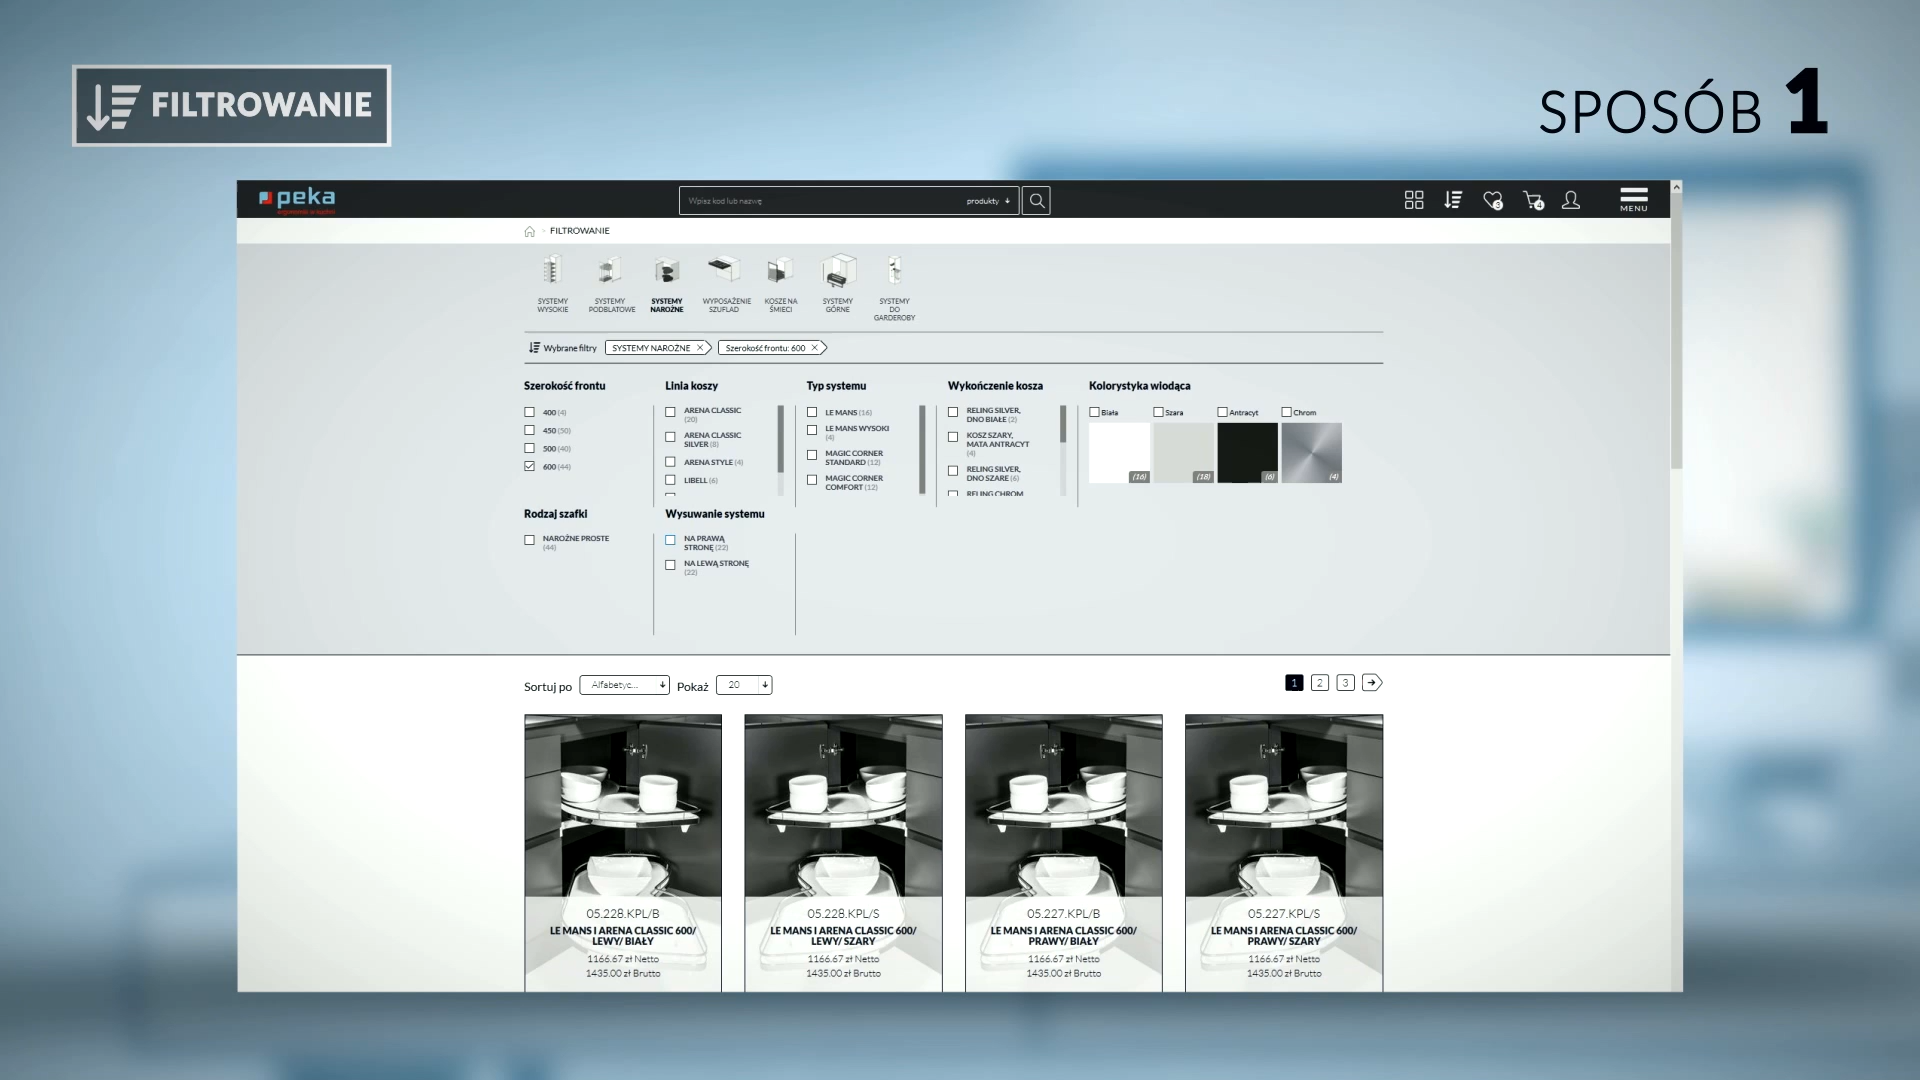 FILTROWANIE
SPOSÓB 1
peka
Wpisz kod lub nazwę
produkty
3
4
MENU
FILTROWANIE
SYSTEMY WYSOKIE
SYSTEMY PODBLATOWE
SYSTEMY NAROŻNE
WYPOSAŻENIE SZUFLAD
KOSZE NA ŚMIECI
SYSTEMY GÓRNE
SYSTEMY DO GARDEROBY
Wybrane filtry
SYSTEMY NAROŻNE
Szerokość frontu: 600
Szerokość frontu
400 (4)
450 (50)
500 (40)
600 (44)
Linia koszy
ARENA CLASSIC
(20)
ARENA CLASSIC
SILVER (8)
ARENA STYLE (4)
LIBELL (6)
Typ systemu
LE MANS (16)
LE MANS WYSOKI
(4)
MAGIC CORNER
STANDARD (12)
MAGIC CORNER
COMFORT (12)
Wykończenie kosza
RELING SILVER,
DNO BIAŁE (2)
KOSZ SZARY,
MATA ANTRACYT
(4)
RELING SILVER,
DNO SZARE (6)
RELING CHROM
Kolorystyka wiodąca
Biała
Szara
Antracyt
Chrom
(16)
(18)
(6)
(4)
Rodzaj szafki
NAROŻNE PROSTE
(44)
Wysuwanie systemu
NA PRAWĄ
STRONĘ (22)
NA LEWĄ STRONĘ
(22)
Sortuj po
Alfabetyc...
Pokaż
20
1 2 3
05.228.KPL/B
LE MANS I ARENA CLASSIC 600/
LEWY/ BIAŁY
1166.67 zł Netto
1435.00 zł Brutto
05.228.KPL/S
LE MANS I ARENA CLASSIC 600/
LEWY/ SZARY
1166.67 zł Netto
1435.00 zł Brutto
05.227.KPL/B
LE MANS I ARENA CLASSIC 600/
PRAWY/ BIAŁY
1166.67 zł Netto
1435.00 zł Brutto
05.227.KPL/S
LE MANS I ARENA CLASSIC 600/
PRAWY/ SZARY
1166.67 zł Netto
1435.00 zł Brutto